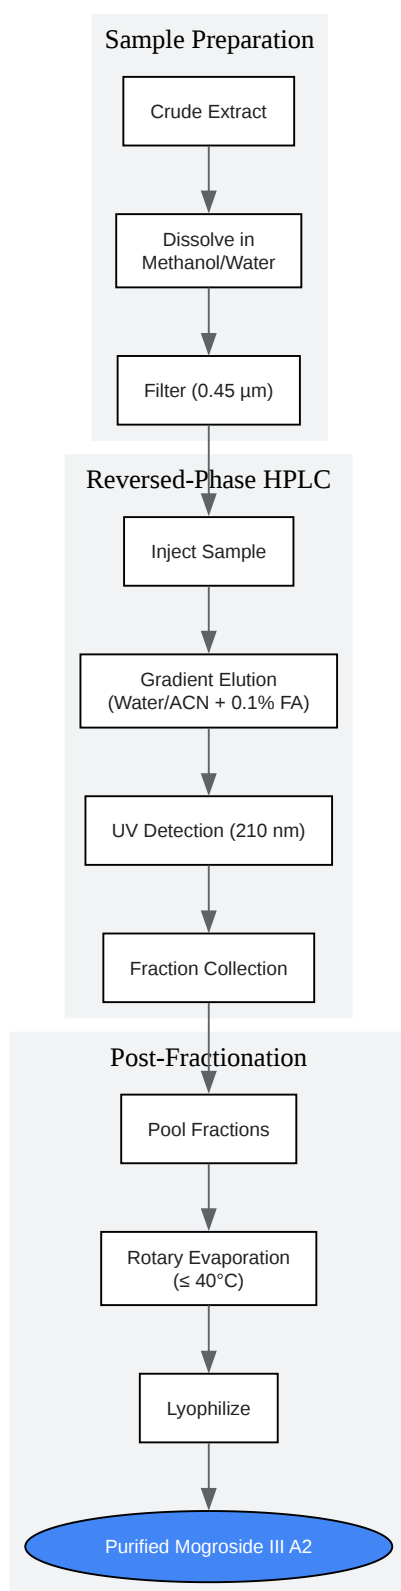 Sample Preparation
Crude Extract
Dissolve in
Methanol/Water
Filter (0.45 µm)
Reversed-Phase HPLC
Inject Sample
Gradient Elution
(Water/ACN + 0.1% FA)
UV Detection (210 nm)
Fraction Collection
Post-Fractionation
Pool Fractions
Rotary Evaporation
(≤ 40°C)
Lyophilize
Purified Mogroside III A2